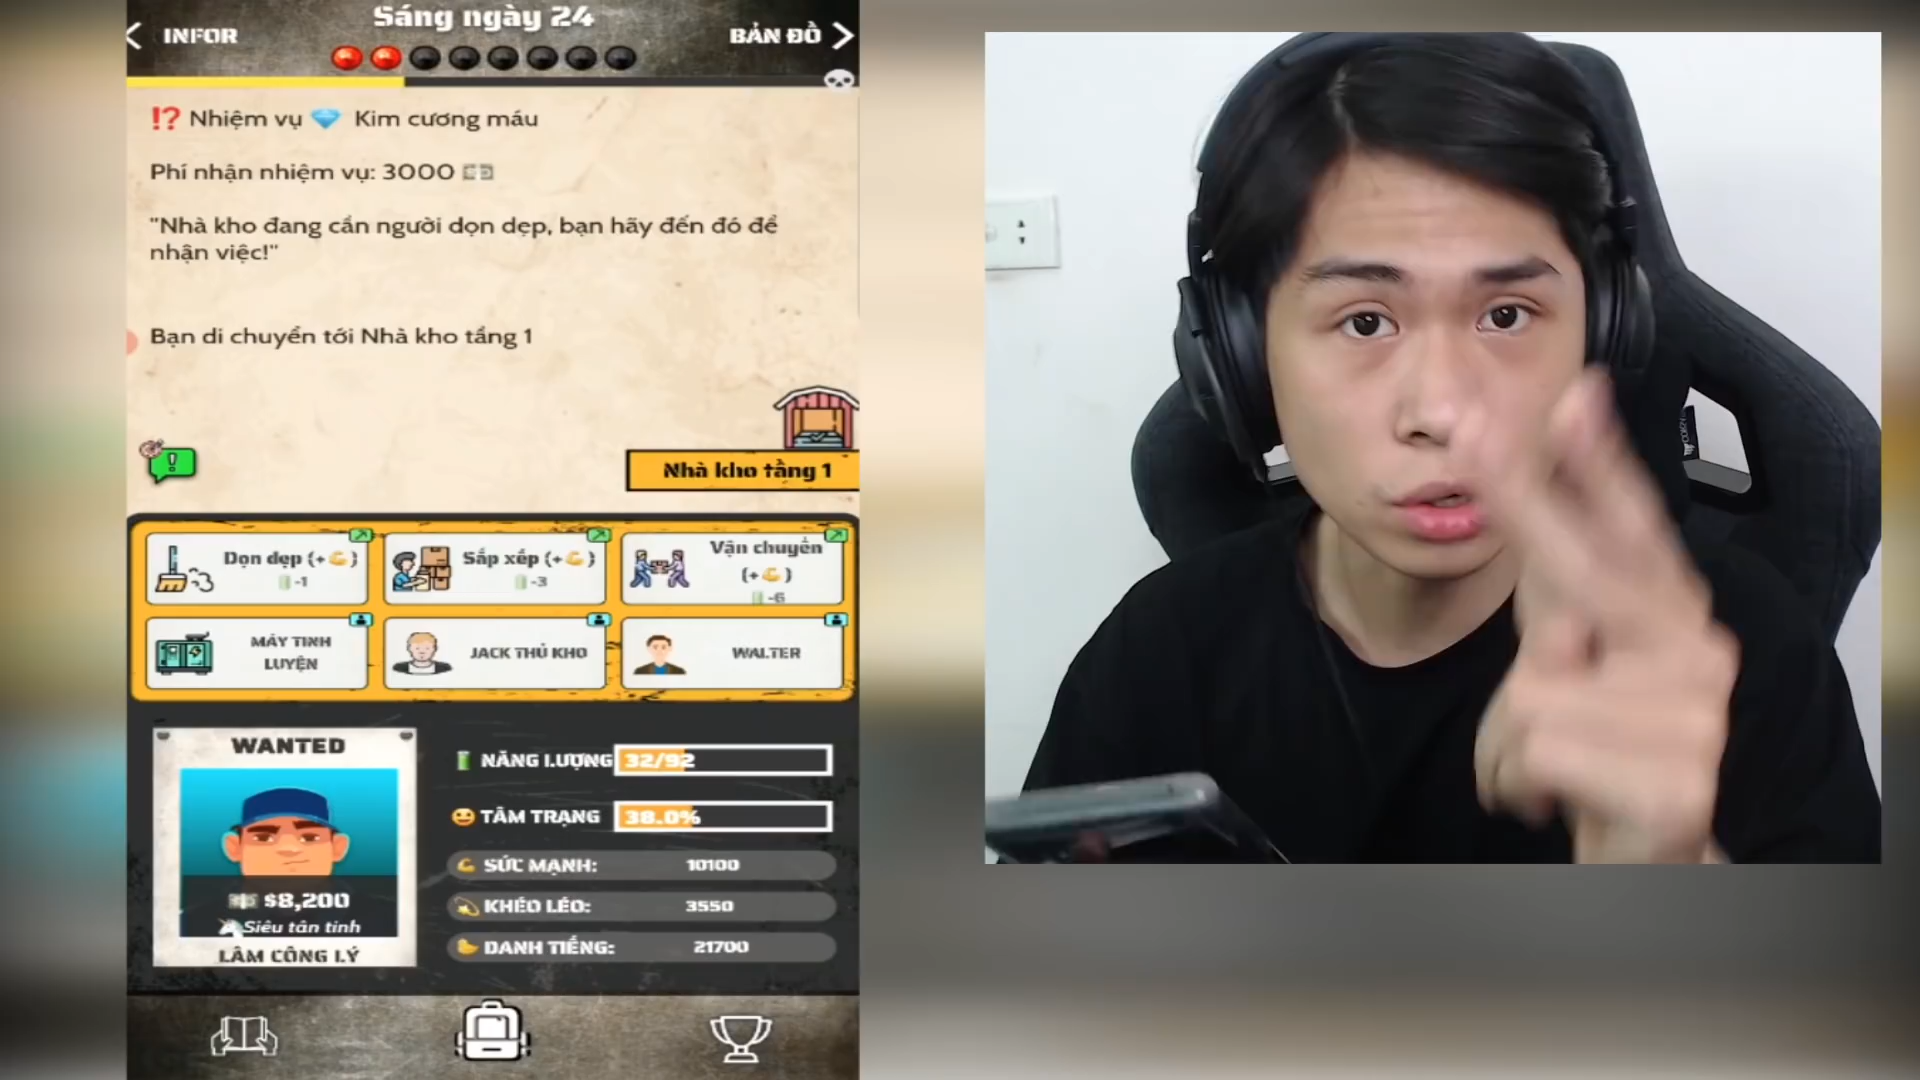 Sáng ngày 24
INFOR
BẢN ĐỒ
⁉ Nhiệm vụ 💎 Kim cương máu
Phí nhận nhiệm vụ: 3000
"Nhà kho đang cần người dọn dẹp, bạn hãy đến đó để
nhận việc!"
Bạn di chuyển tới Nhà kho tầng 1
Nhà kho tầng 1
Dọn dẹp (+💪)
-1
Sắp xếp (+💪)
-3
Vận chuyển
(+💪)
-6
MÁY TINH
LUYỆN
JACK THỦ KHO
WALTER
WANTED
$8,200
Siêu tân tinh
LÂM CÔNG LÝ
NĂNG LƯỢNG 32/92
TÂM TRẠNG 38.0%
SỨC MẠNH: 10100
KHÉO LÉO: 3550
DANH TIẾNG: 21700